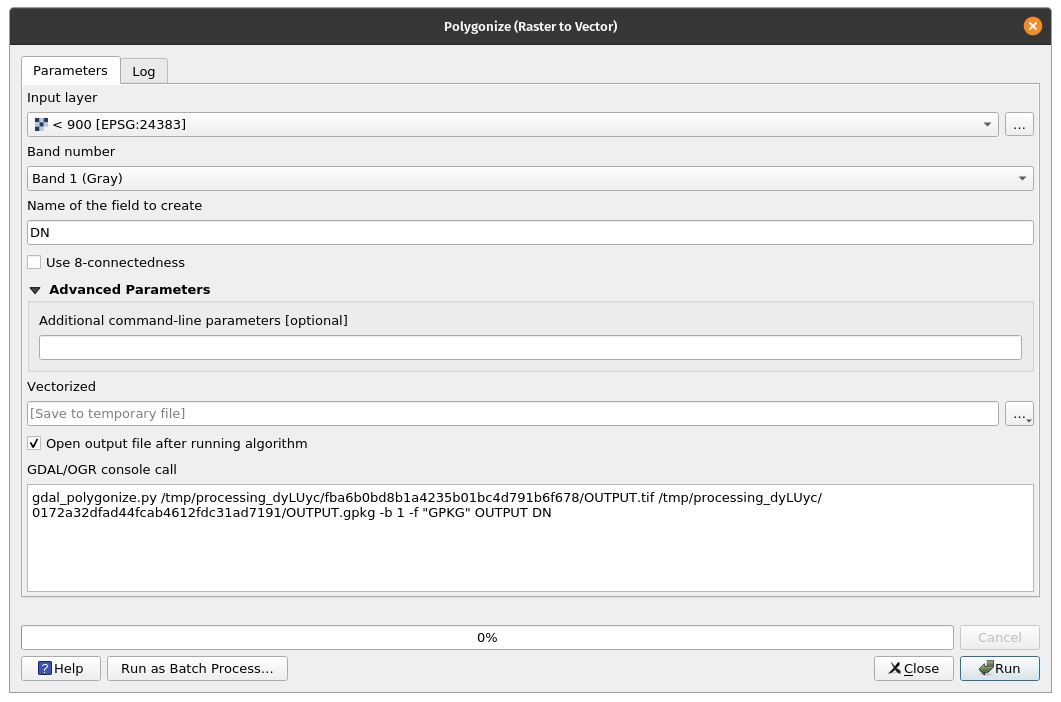 Polygonize (Raster to Vector)
Parameters
Log
Input layer
< 900 [EPSG:24383]
...
Band number
Band 1 (Gray)
Name of the field to create
DN
Use 8-connectedness
Advanced Parameters
Additional command-line parameters [optional]
Vectorized
[Save to temporary file]
...
Open output file after running algorithm
GDAL/OGR console call
gdal_polygonize.py /tmp/processing_dyLUyc/fba6b0bd8b1a4235b01bc4d791b6f678/OUTPUT.tif /tmp/processing_dyLUyc/
0172a32dfad44fcab4612fdc31ad7191/OUTPUT.gpkg -b 1 -f "GPKG" OUTPUT DN
0%
Cancel
? Help
Run as Batch Process...
Close
Run